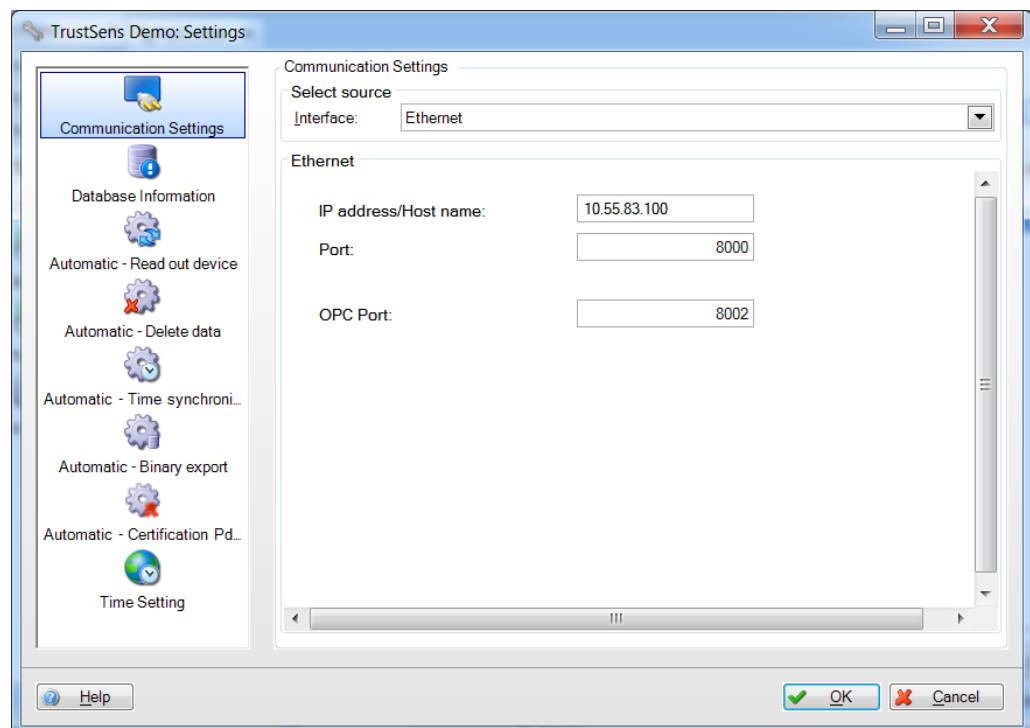 TrustSens Demo: Settings
Communication Settings
Database Information
Automatic - Read out device
Automatic - Delete data
Automatic - Time synchroni...
Automatic - Binary export
Automatic - Certification Pd...
Time Setting
Communication Settings
Select source
Interface: Ethernet
Ethernet
IP address/Host name: 10.55.83.100
Port: 8000
OPC Port: 8002
Help OK Cancel